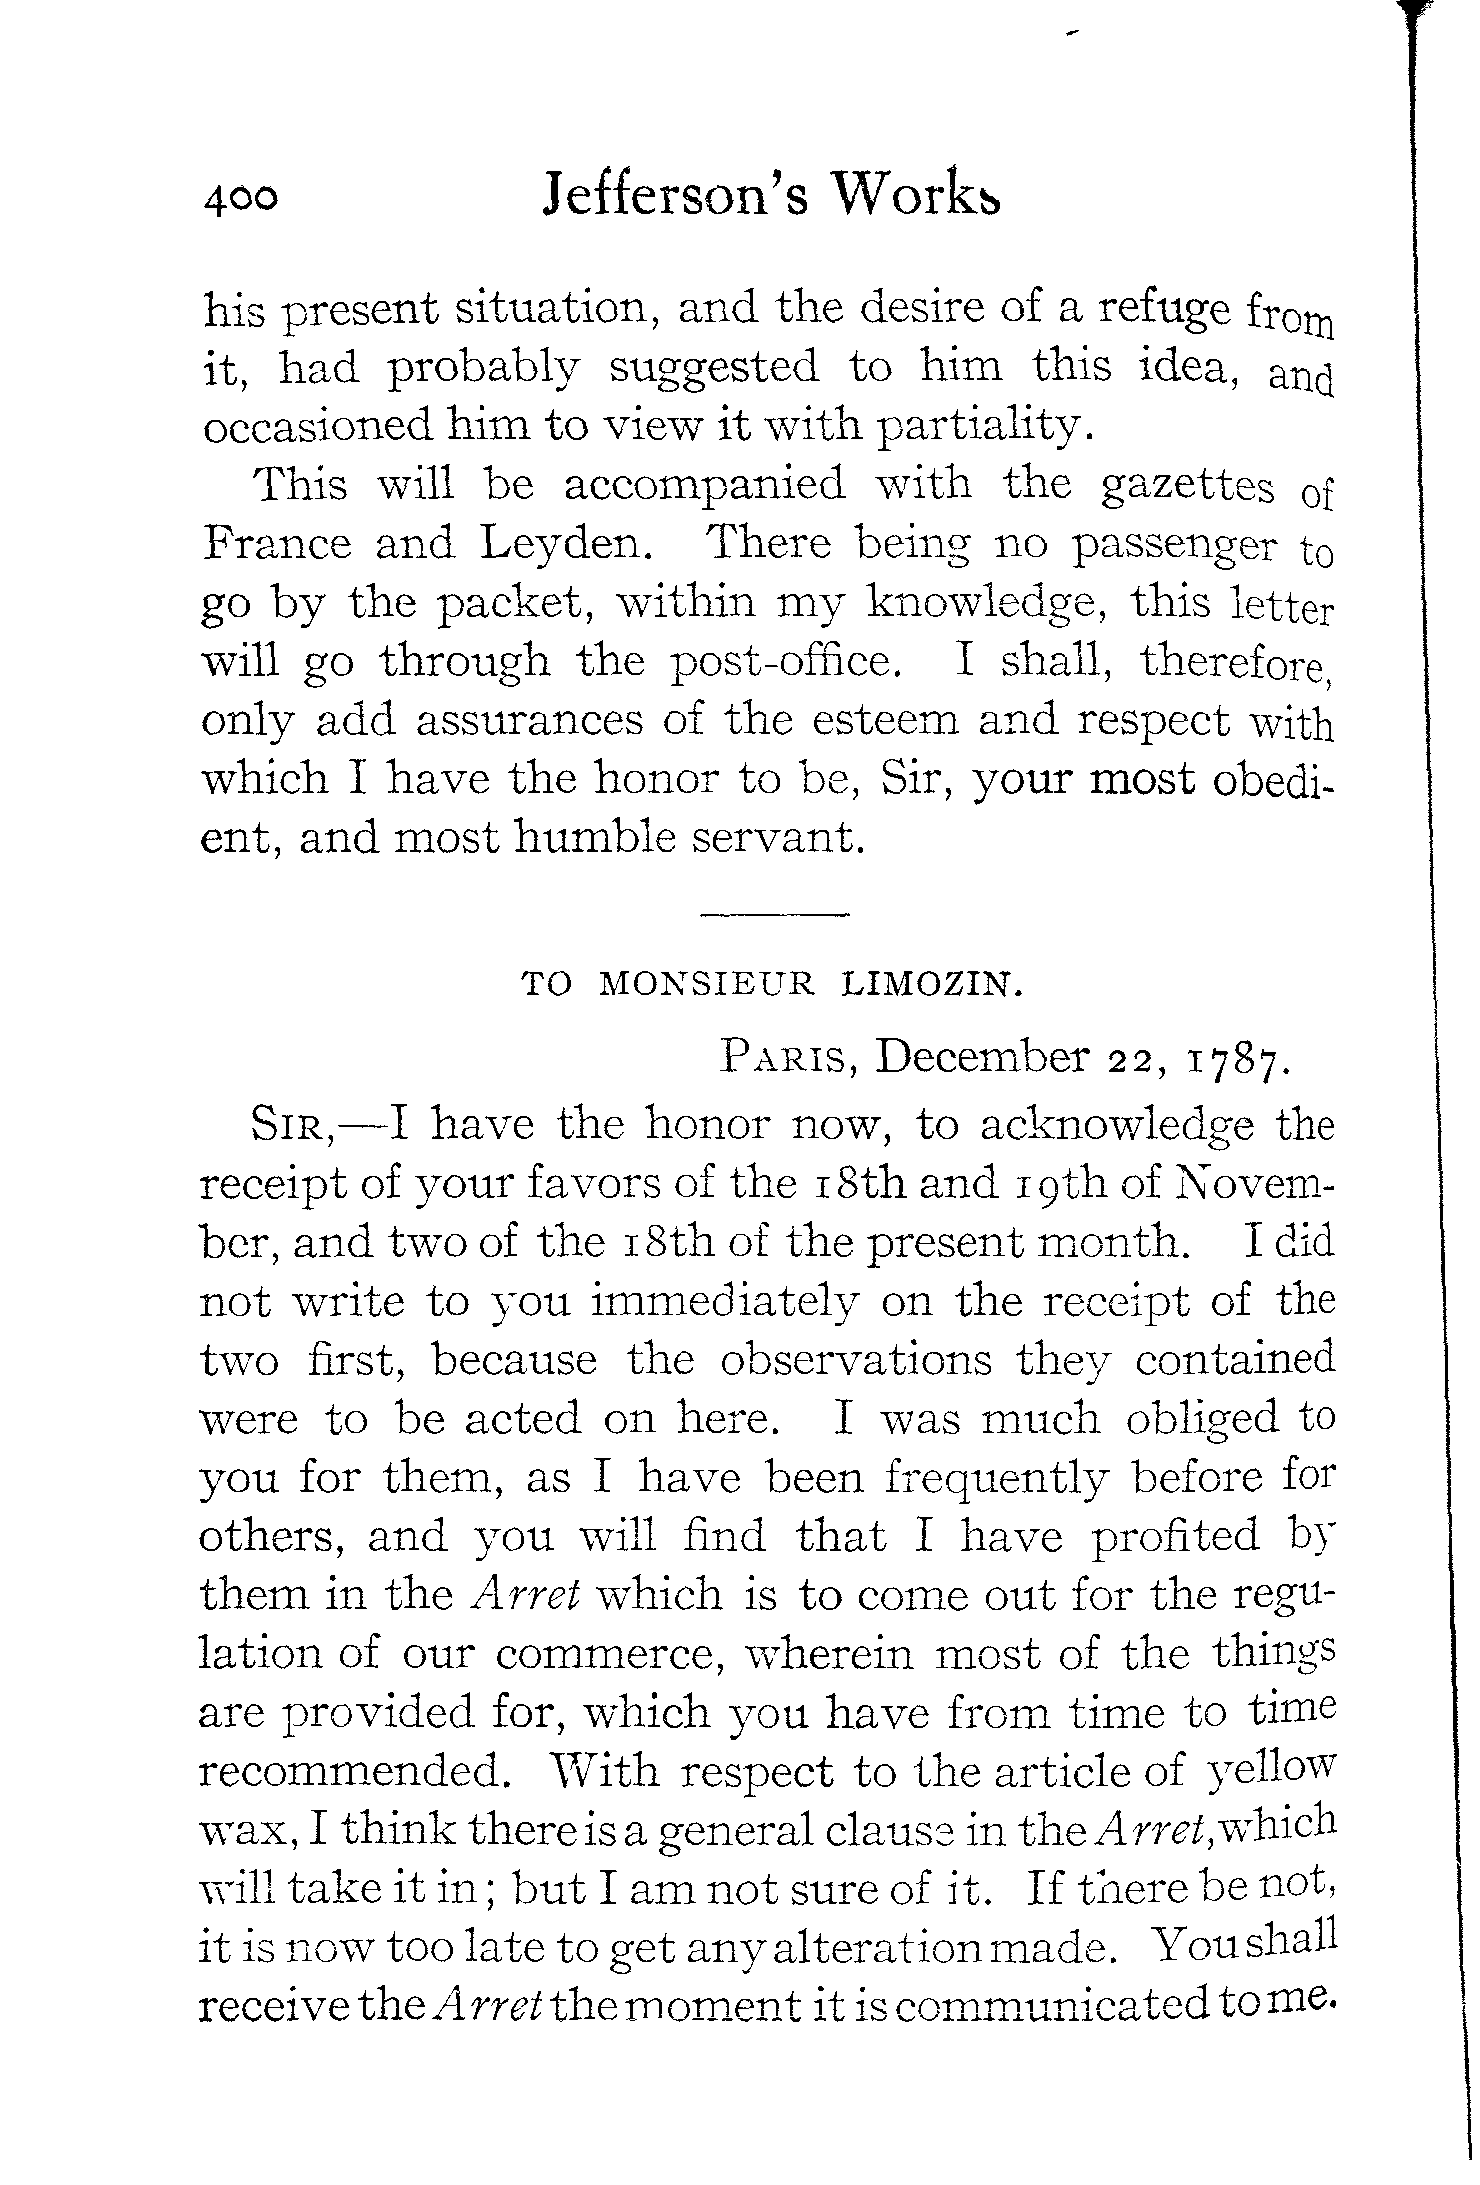 400 Jefferson's Works
his present situation, and the desire of a refuge from
it, had probably suggested to him this idea, and
occasioned him to view it with partiality.
This will be accompanied with the gazettes of
France and Leyden. There being no passenger to
go by the packet, within my knowledge, this letter
will go through the post-office. I shall, therefore,
only add assurances of the esteem and respect with
which I have the honor to be, Sir, your most obedi-
ent, and most humble servant.
TO MONSIEUR LIMOZIN.
PARIS, December 22, 1787.
SIR,—I have the honor now, to acknowledge the
receipt of your favors of the 18th and 19th of Novem-
ber, and two of the 18th of the present month. I did
not write to you immediately on the receipt of the
two first, because the observations they contained
were to be acted on here. I was much obliged to
you for them, as I have been frequently before for
others, and you will find that I have profited by
them in the Arret which is to come out for the regu-
lation of our commerce, wherein most of the things
are provided for, which you have from time to time
recommended. With respect to the article of yellow
wax, I think there is a general clause in the Arret, which
will take it in; but I am not sure of it. If there be not,
it is now too late to get any alteration made. You shall
receive the Arret the moment it is communicated to me.